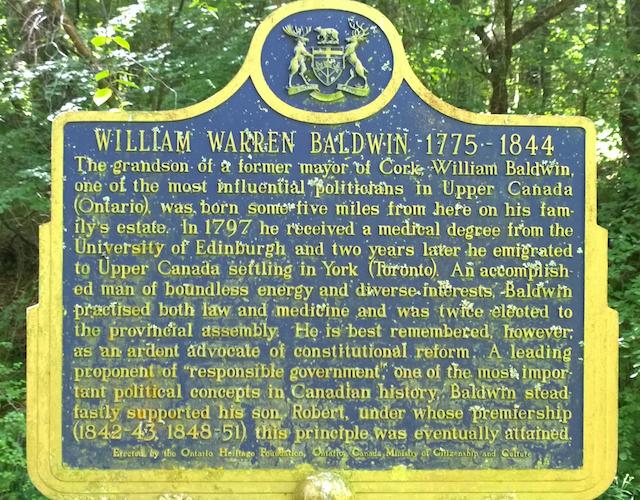 WILLIAM WARREN BALDWIN 1775 - 1844
The grandson of a former mayor of Cork, William Baldwin,
one of the most influential politicians in Upper Canada
(Ontario), was born some five miles from here on his fam-
ily's estate. In 1797 he received a medical degree from the
University of Edinburgh and two years later he emigrated
to Upper Canada settling in York (Toronto). An accomplish-
ed man of boundless energy and diverse interests, Baldwin
practised both law and medicine and was twice elected to
the provincial assembly. He is best remembered, however,
as an ardent advocate of constitutional reform. A leading
proponent of "responsible government", one of the most impor-
tant political concepts in Canadian history, Baldwin stead-
fastly supported his son, Robert, under whose premiership
(1842-43, 1848-51) this principle was eventually attained.
Erected by the Ontario Heritage Foundation, Ontario, Canada Ministry of Citizenship and Culture